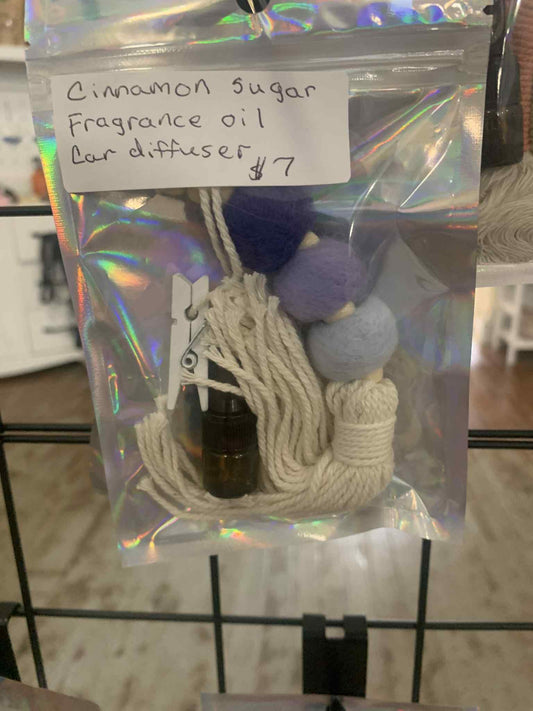 Cinnamon Sugar
Fragrance oil
Car diffuser $7